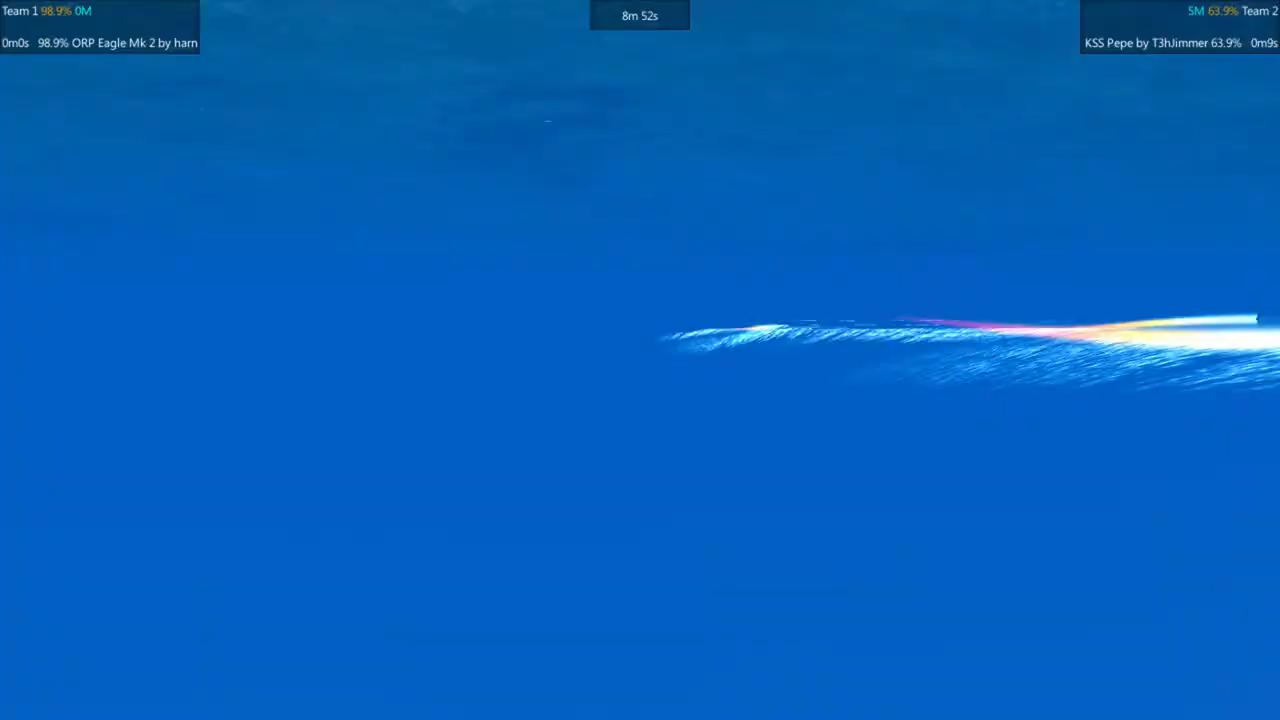 Team 1 98.9% 0M
0m0s 98.9% ORP Eagle Mk 2 by harn
8m 52s
5M 63.9% Team 2
KSS Pepe by T3hJimmer 63.9% 0m9s